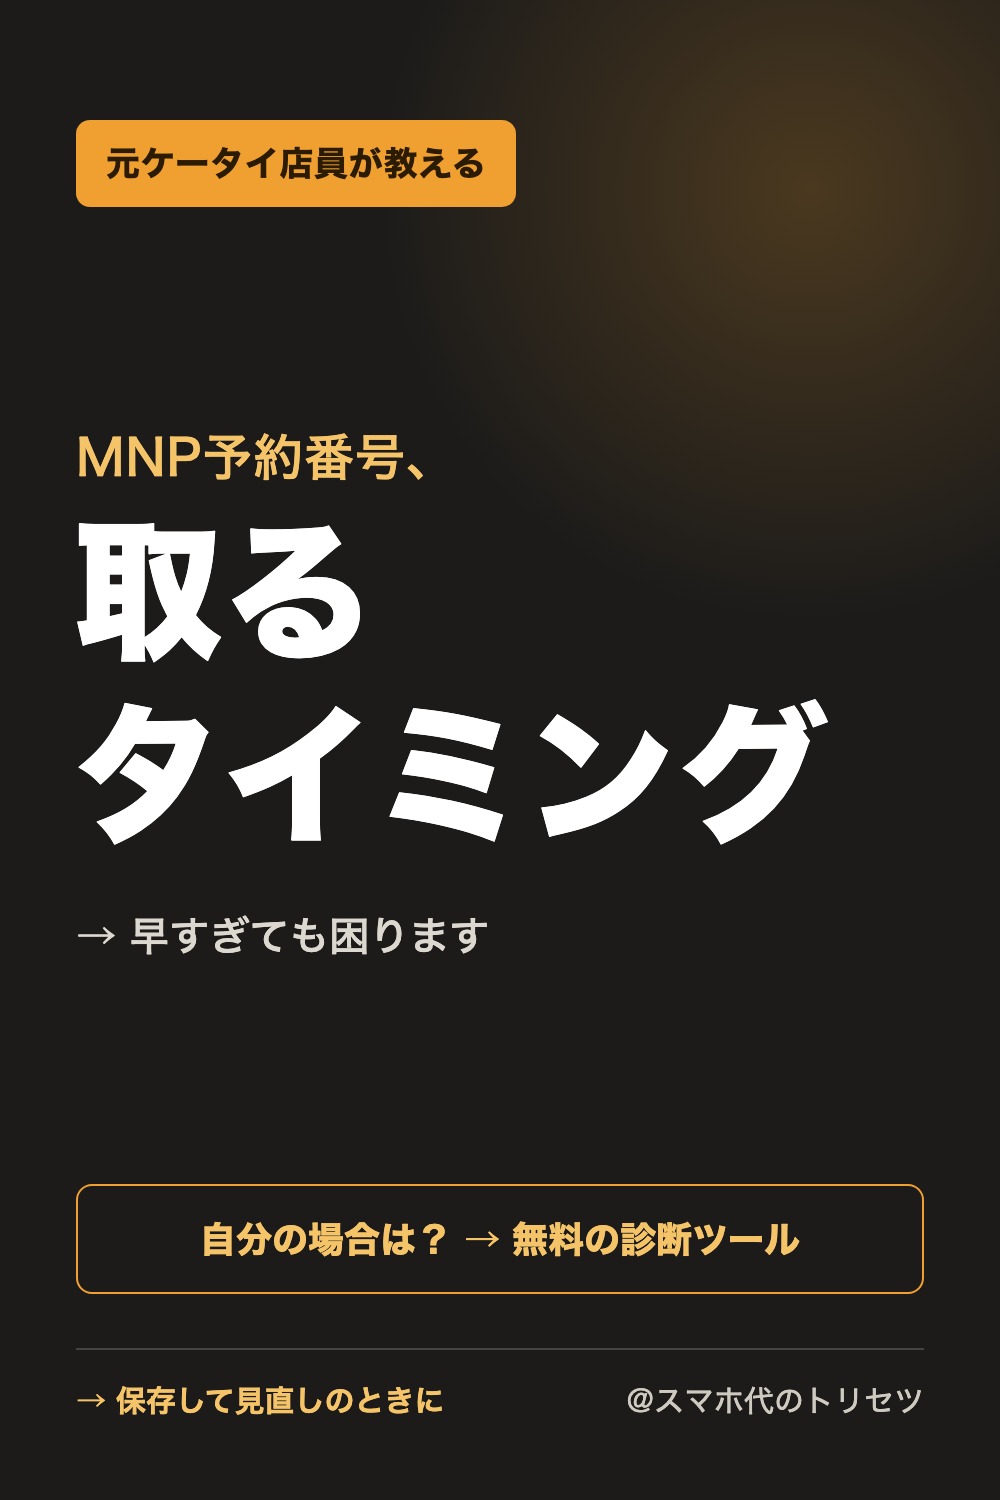 元ケータイ店員が教える
MNP予約番号、
取る
タイミング
→ 早すぎても困ります
自分の場合は？ → 無料の診断ツール
→ 保存して見直しのときに
@スマホ代のトリセツ